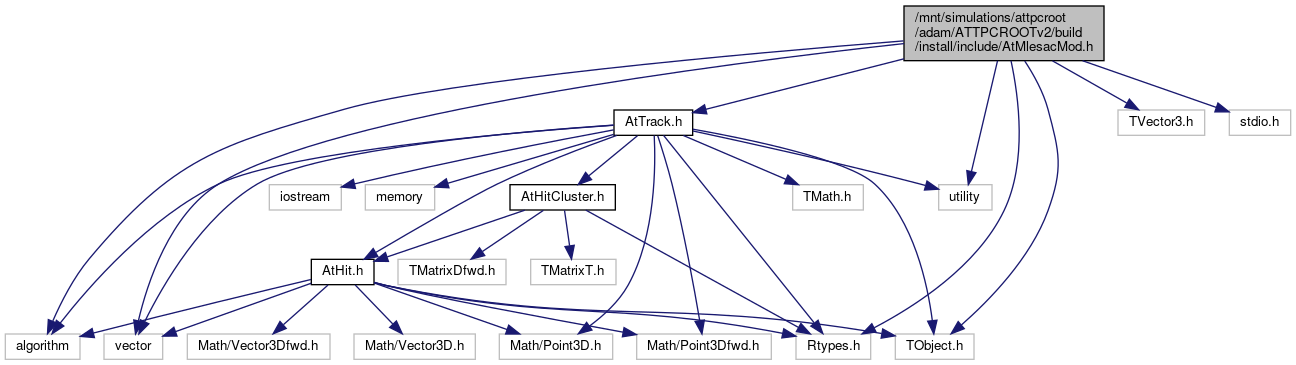 /mnt/simulations/attpcroot
/adam/ATTPCROOTv2/build
/install/include/AtMlesacMod.h
AtTrack.h
TVector3.h
stdio.h
iostream
memory
AtHitCluster.h
TMath.h
utility
AtHit.h
TMatrixDfwd.h
TMatrixT.h
algorithm
vector
Math/Vector3Dfwd.h
Math/Vector3D.h
Math/Point3D.h
Math/Point3Dfwd.h
Rtypes.h
TObject.h